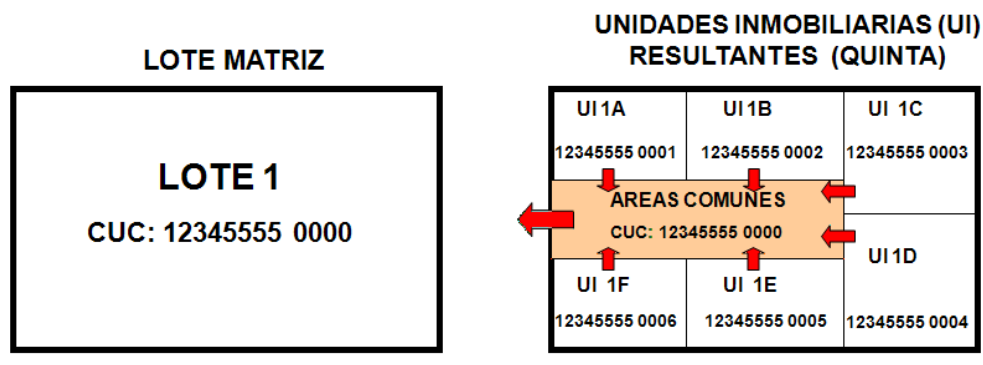 LOTE MATRIZ
LOTE 1
CUC: 12345555 0000
UNIDADES INMOBILIARIAS (UI)
RESULTANTES (QUINTA)
UI 1A
UI 1B
UI 1C
12345555 0001
12345555 0002
12345555 0003
AREAS COMUNES
CUC: 12345555 0000
UI 1D
UI 1F
UI 1E
12345555 0006
12345555 0005
12345555 0004